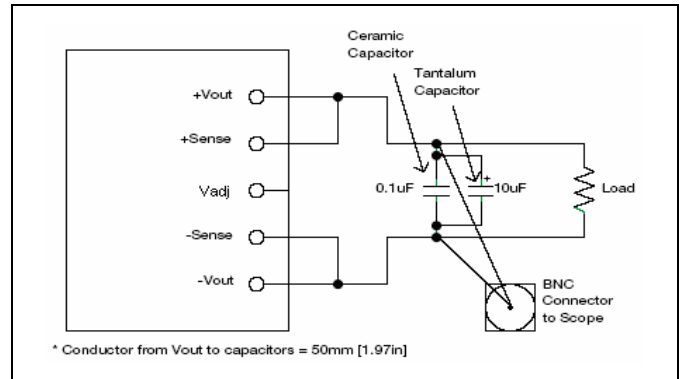 Ceramic
Capacitor
Tantalum
Capacitor
+Vout
+Sense
Vadj
-Sense
-Vout
0.1uF
+
10uF
Load
BNC
Connector
to Scope
* Conductor from Vout to capacitors = 50mm [1.97in]